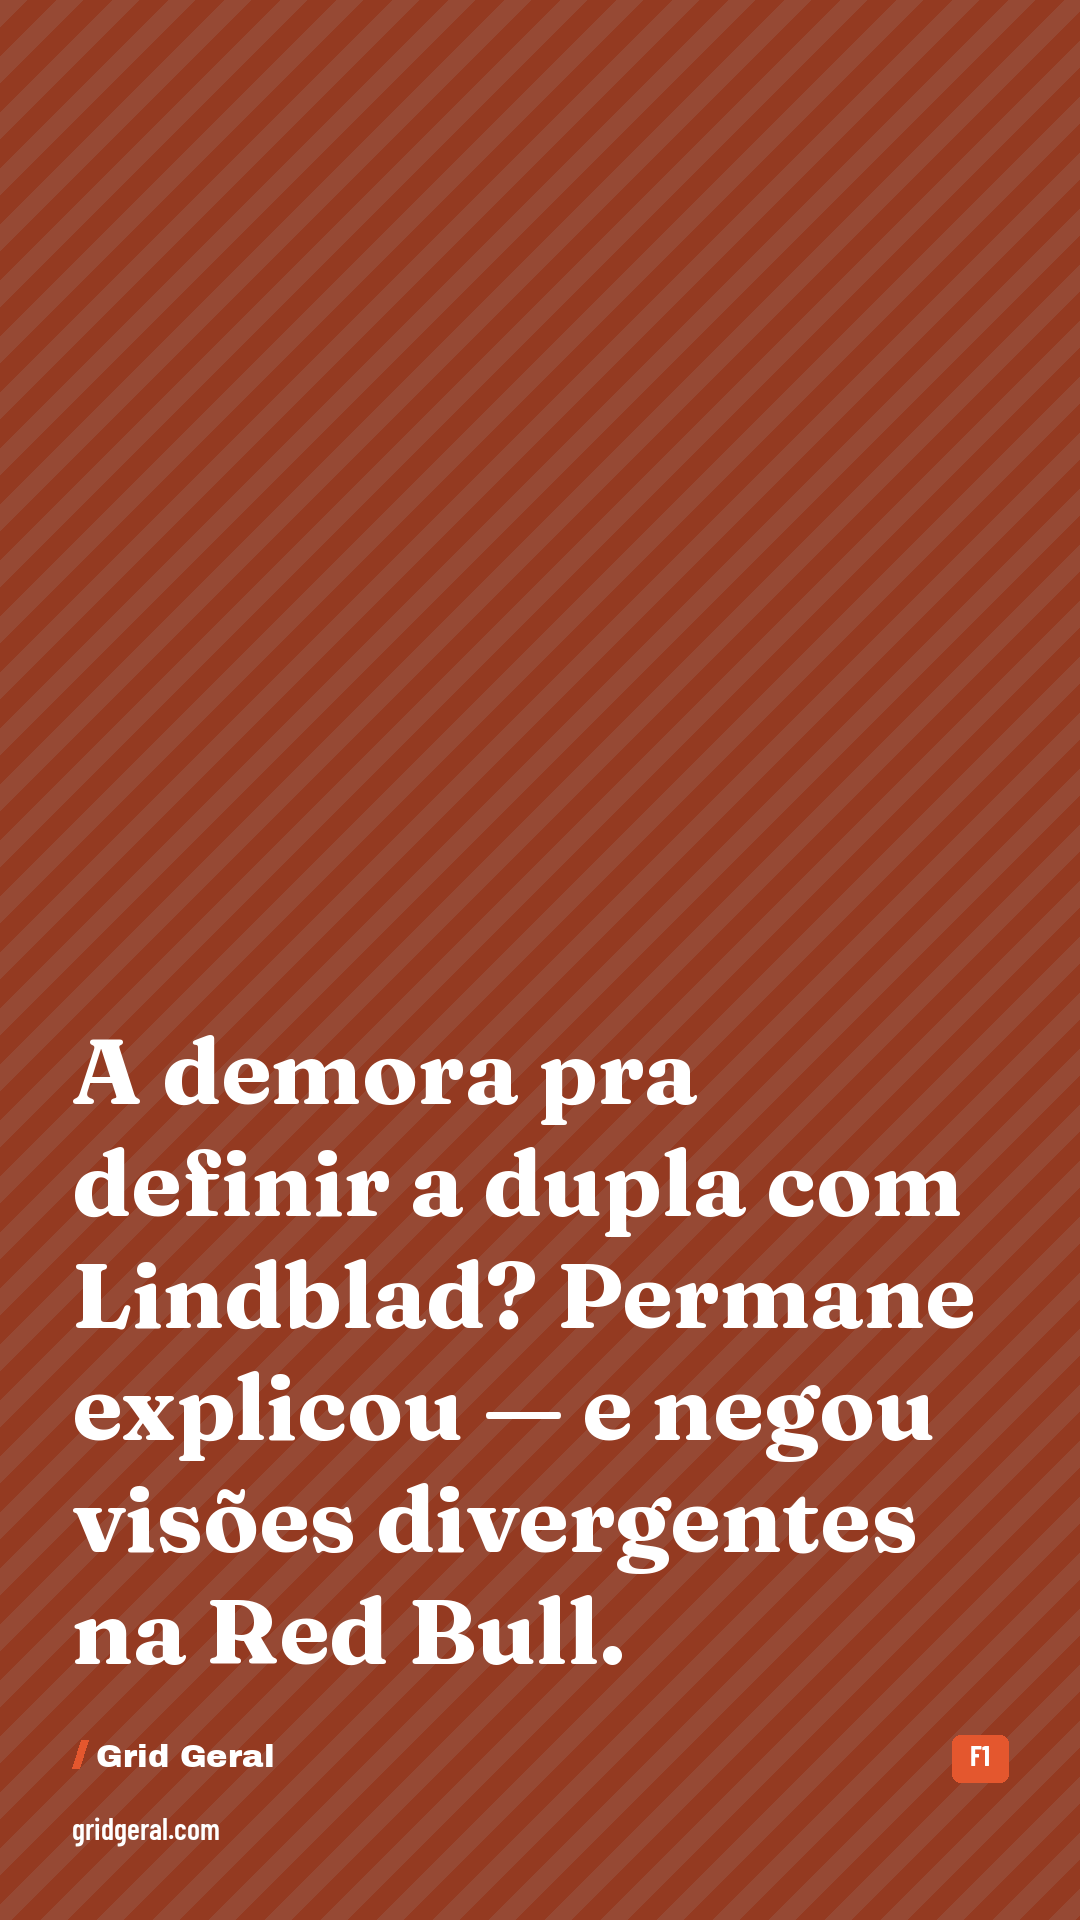 A demora pra
definir a dupla com
Lindblad? Permane
explicou — e negou
visões divergentes
na Red Bull.
/ Grid Geral
F1
gridgeral.com